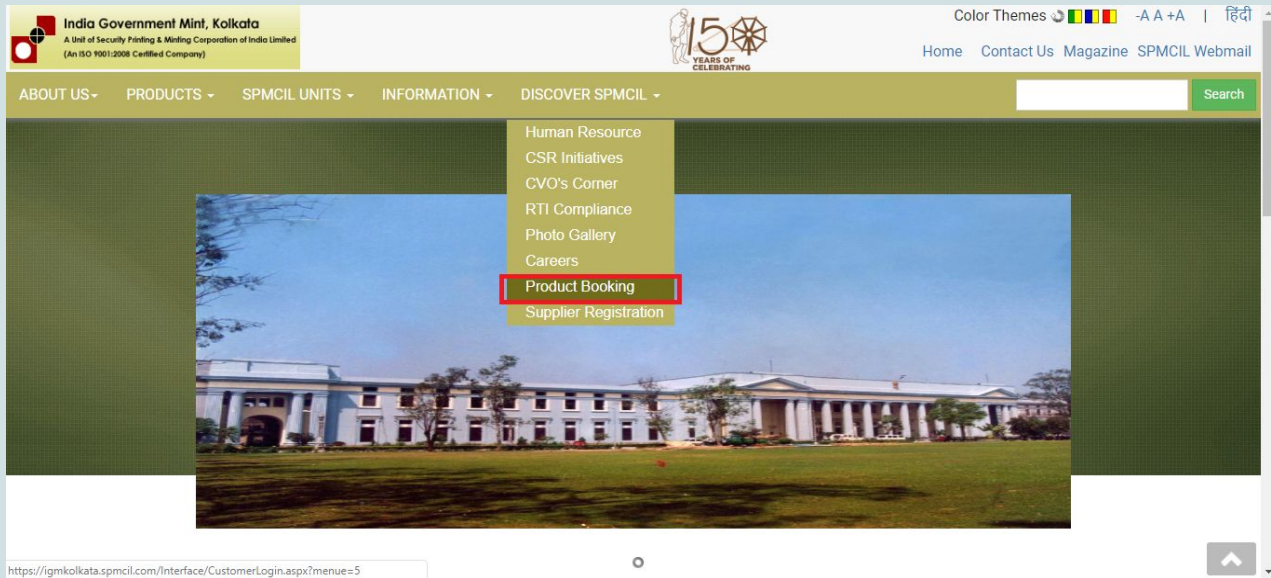 India Government Mint, Kolkata
A Unit of Security Printing & Minting Corporation of India Limited
(An ISO 9001:2008 Certified Company)
150
YEARS OF
CELEBRATING
Color Themes -A A +A | हिंदी
Home Contact Us Magazine SPMCIL Webmail
ABOUT US PRODUCTS SPMCIL UNITS INFORMATION DISCOVER SPMCIL Search
Human Resource
CSR Initiatives
CVO's Corner
RTI Compliance
Photo Gallery
Careers
Product Booking
Supplier Registration
https://igmkolkata.spmcil.com/Interface/CustomerLogin.aspx?menue=5